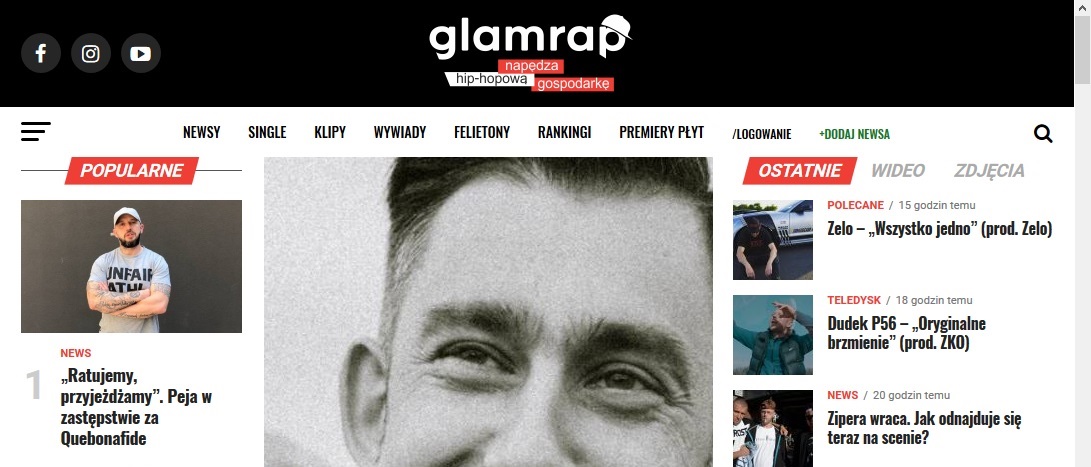 glamrap
napędza
hip-hopową
gospodarkę
NEWSY SINGLE KLIPY WYWIADY FELIETONY RANKINGI PREMIERY PŁYT /LOGOWANIE +DODAJ NEWSA
POPULARNE
UNFAIR
ATHL
NEWS
1
„Ratujemy,
przyjeżdżamy”. Peja w
zastępstwie za
Quebonafide
OSTATNIE WIDEO ZDJĘCIA
POLECANE / 15 godzin temu
Zelo – „Wszystko jedno” (prod. Zelo)
TELEDYSK / 18 godzin temu
Dudek P56 – „Oryginalne
brzmienie” (prod. ZKO)
NEWS / 20 godzin temu
Zipera wraca. Jak odnajduje się
teraz na scenie?